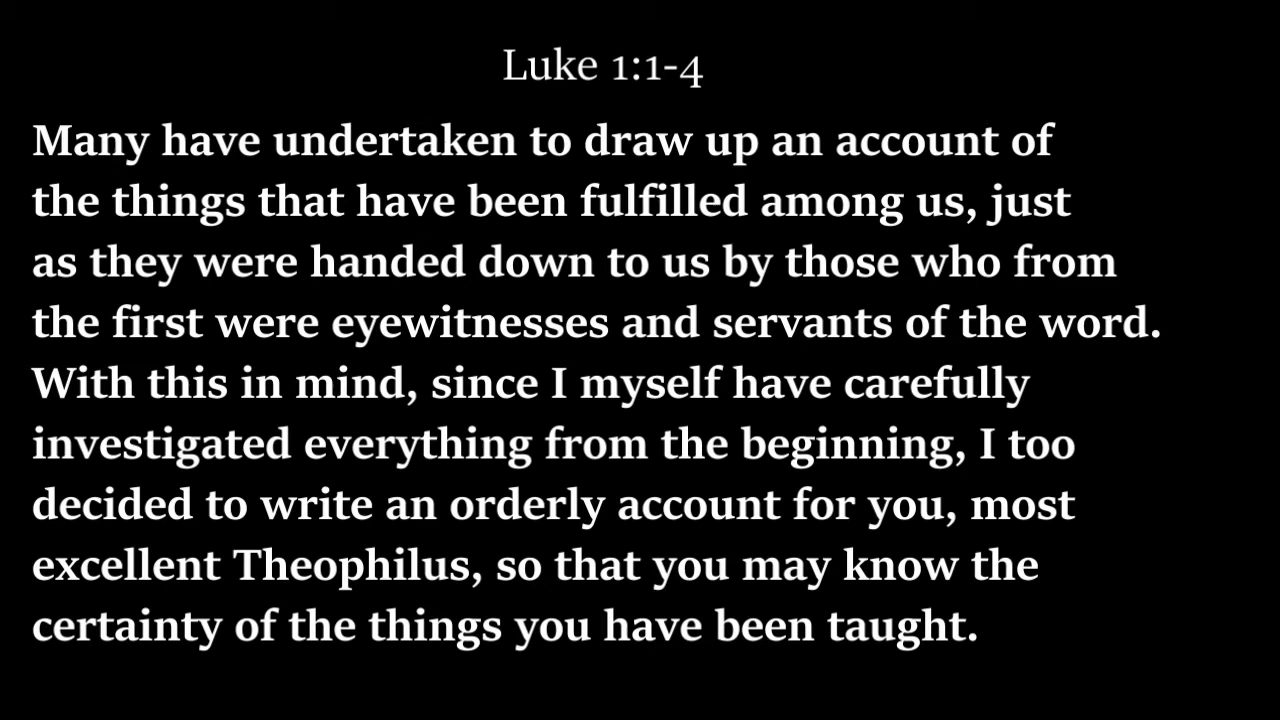 Luke 1:1-4
Many have undertaken to draw up an account of
the things that have been fulfilled among us, just
as they were handed down to us by those who from
the first were eyewitnesses and servants of the word.
With this in mind, since I myself have carefully
investigated everything from the beginning, I too
decided to write an orderly account for you, most
excellent Theophilus, so that you may know the
certainty of the things you have been taught.